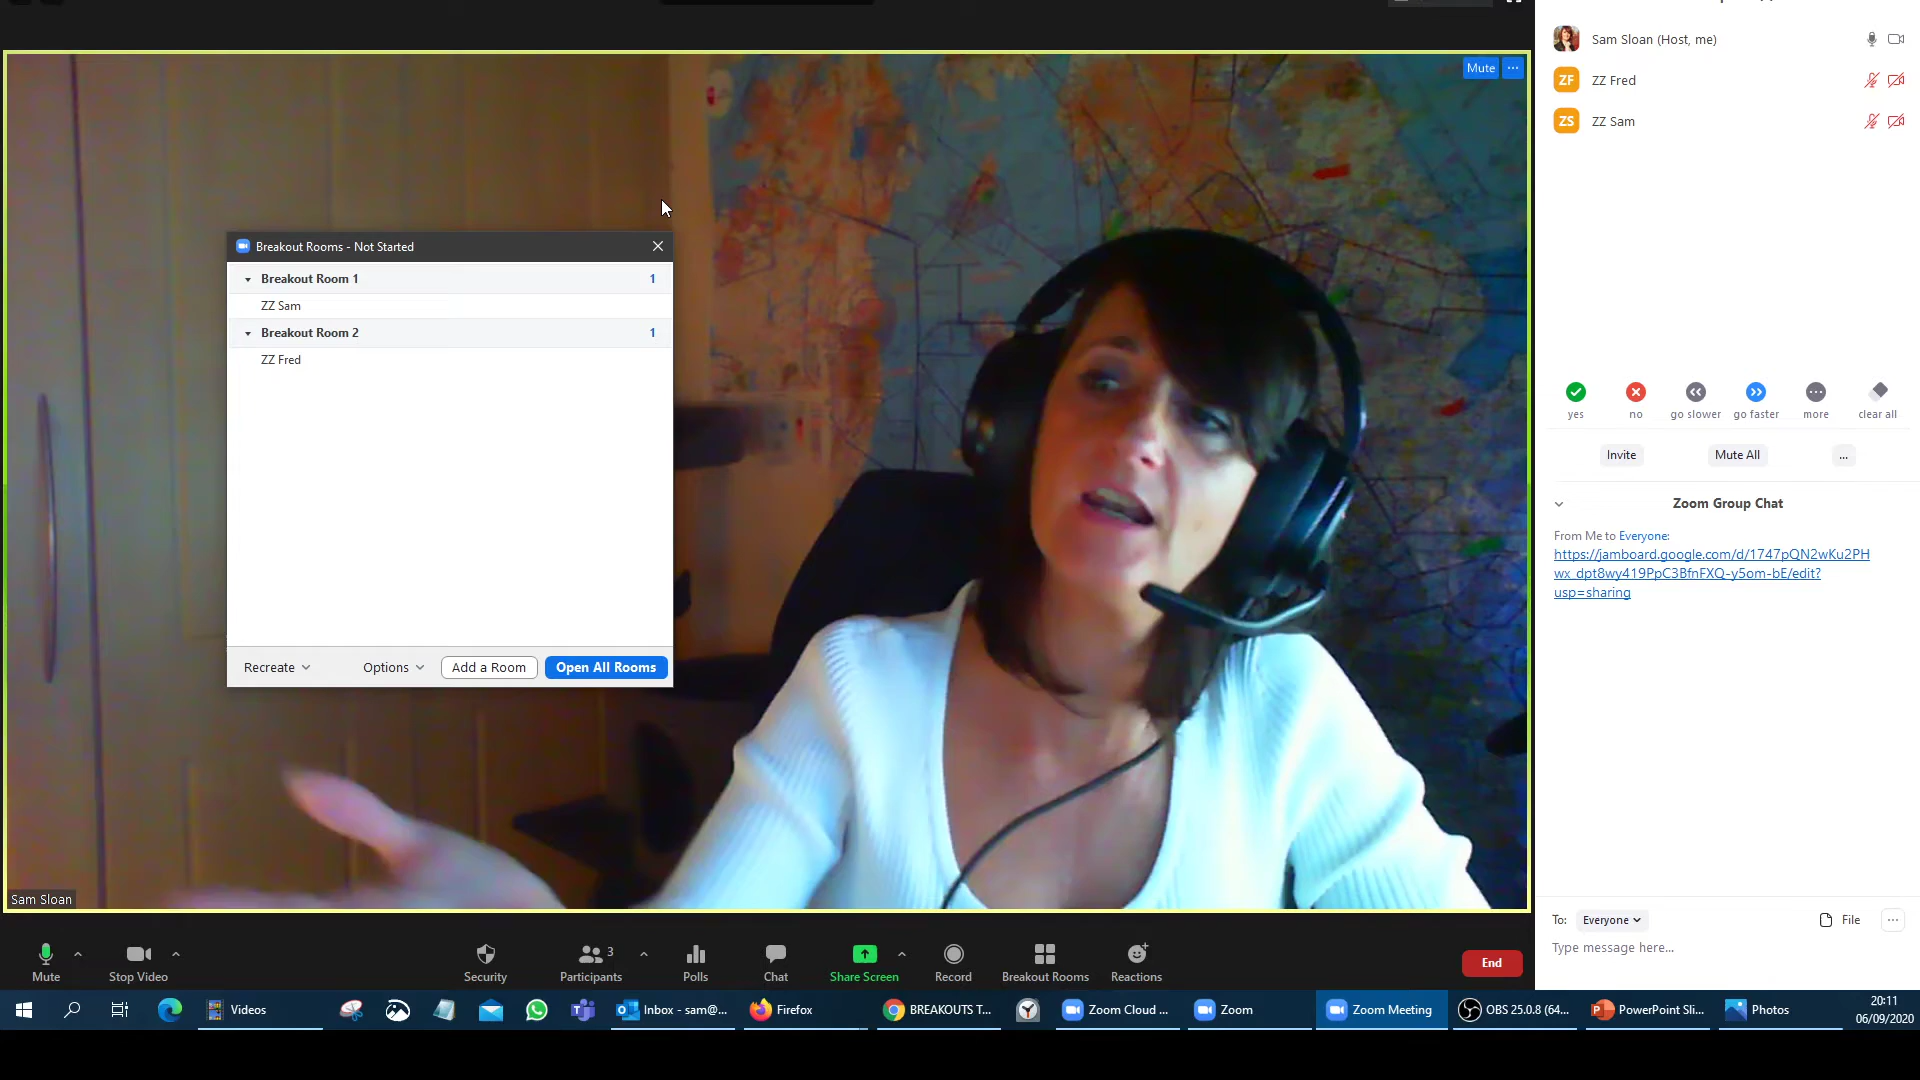 Mute
...
Sam Sloan (Host, me)
ZF ZZ Fred
ZS ZZ Sam
Breakout Rooms - Not Started
Breakout Room 1 1
ZZ Sam
Breakout Room 2 1
ZZ Fred
Recreate Options Add a Room Open All Rooms
yes no go slower go faster more clear all
Invite Mute All ...
Zoom Group Chat
From Me to Everyone:
https://jamboard.google.com/d/1747pQN2wKu2PH
wx_dpt8wy419PpC3BfnFXQ-y5om-bE/edit?
usp=sharing
Sam Sloan
To: Everyone File ...
Type message here...
3
Mute Stop Video Security Participants Polls Chat Share Screen Record Breakout Rooms Reactions End
Videos Inbox - sam@... Firefox BREAKOUTS T... Zoom Cloud ... Zoom Zoom Meeting OBS 25.0.8 (64... PowerPoint Sli... Photos 20:11
06/09/2020